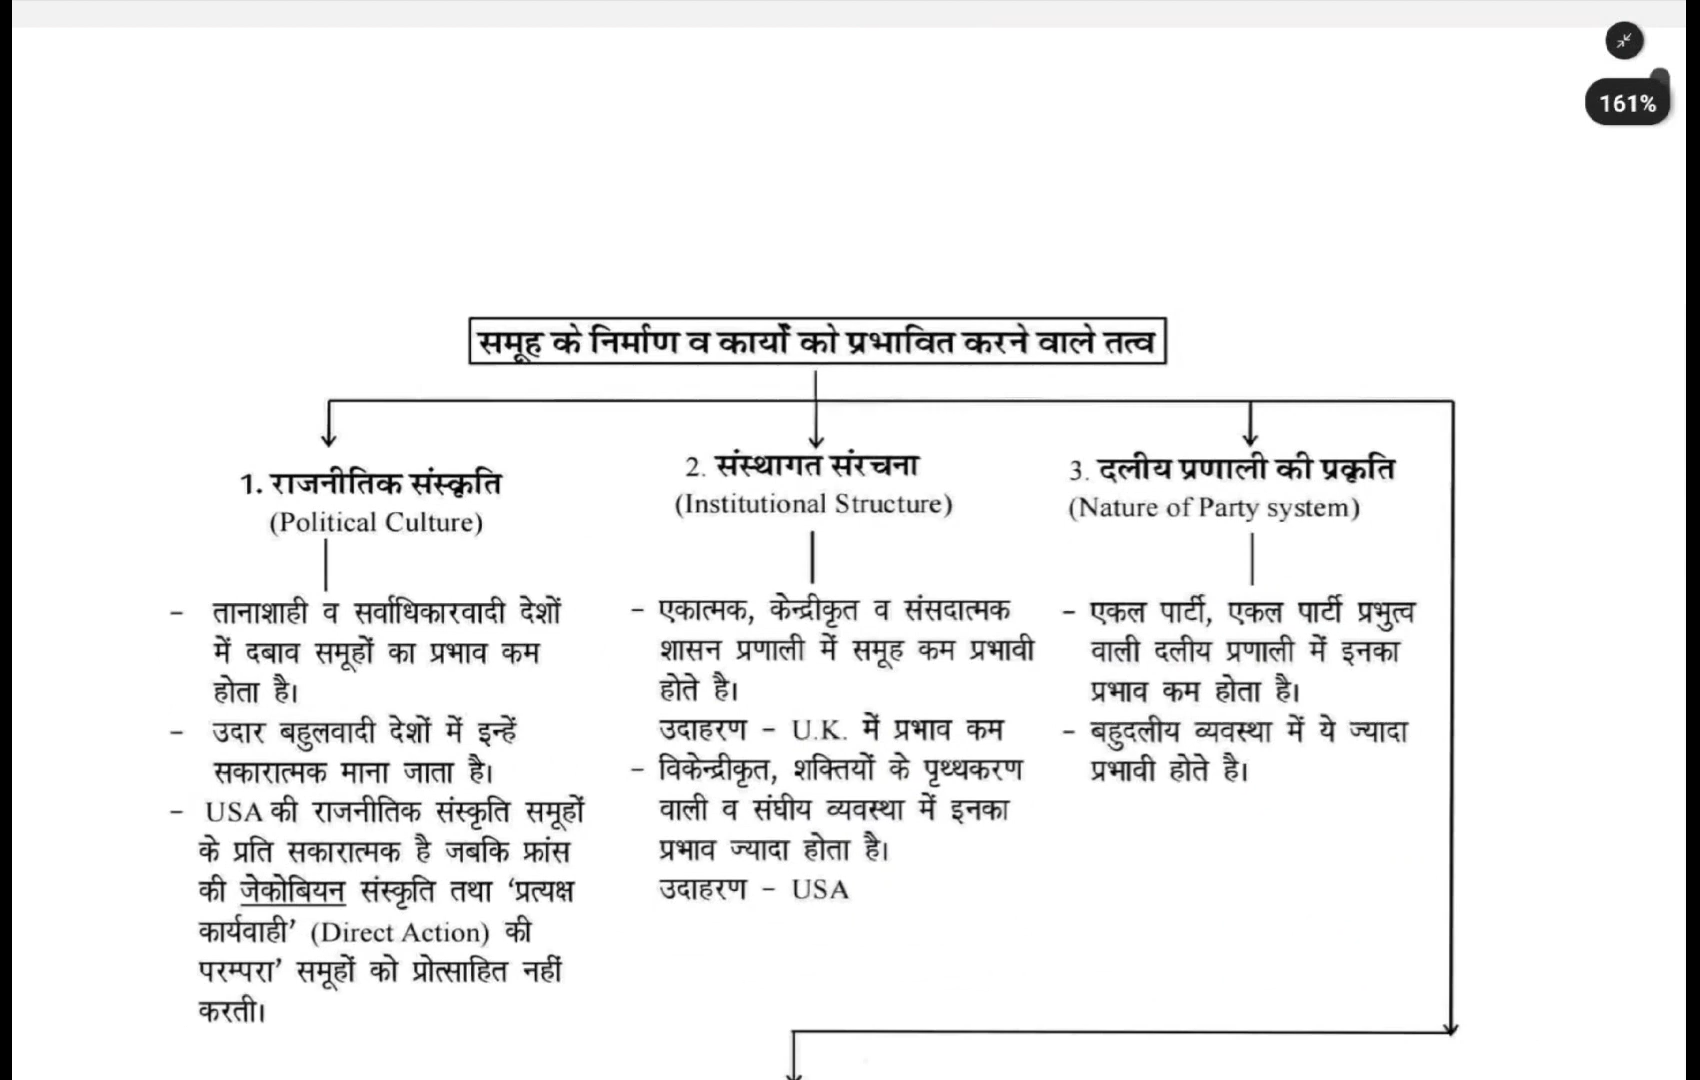 161%
समूह के निर्माण व कार्यों को प्रभावित करने वाले तत्व
1. राजनीतिक संस्कृति
(Political Culture)
- तानाशाही व सर्वाधिकारवादी देशों
में दबाव समूहों का प्रभाव कम
होता है।
- उदार बहुलवादी देशों में इन्हें
सकारात्मक माना जाता है।
- USA की राजनीतिक संस्कृति समूहों
के प्रति सकारात्मक है जबकि फ्रांस
की जेकोबियन संस्कृति तथा ‘प्रत्यक्ष
कार्यवाही’ (Direct Action) की
परम्परा’ समूहों को प्रोत्साहित नहीं
करती।
2. संस्थागत संरचना
(Institutional Structure)
- एकात्मक, केन्द्रीकृत व संसदात्मक
शासन प्रणाली में समूह कम प्रभावी
होते है।
उदाहरण - U.K. में प्रभाव कम
- विकेन्द्रीकृत, शक्तियों के पृथ्थकरण
वाली व संघीय व्यवस्था में इनका
प्रभाव ज्यादा होता है।
उदाहरण - USA
3. दलीय प्रणाली की प्रकृति
(Nature of Party system)
- एकल पार्टी, एकल पार्टी प्रभुत्व
वाली दलीय प्रणाली में इनका
प्रभाव कम होता है।
- बहुदलीय व्यवस्था में ये ज्यादा
प्रभावी होते है।